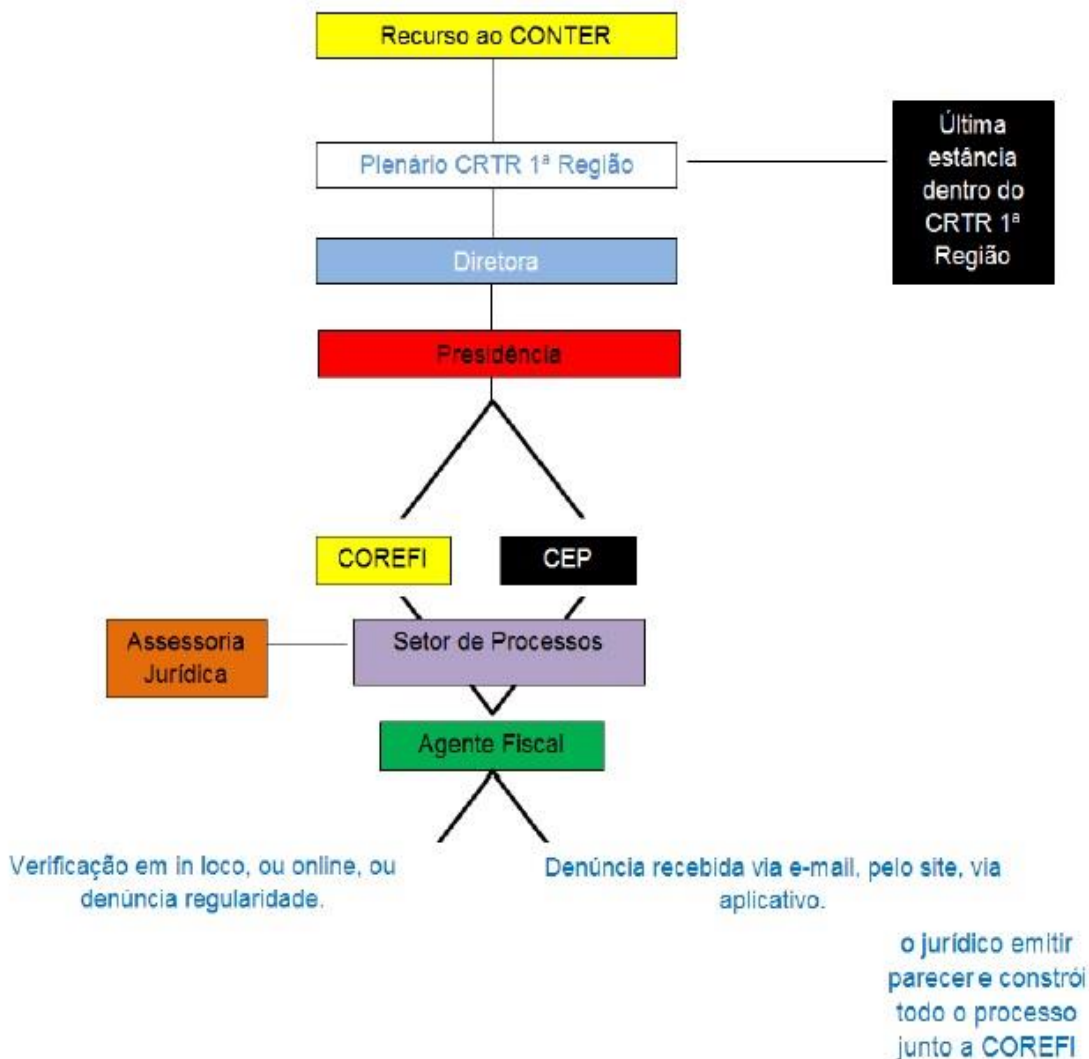 Recurso ao CONTER
Plenário CRTR 1ª Região
Última
estância
dentro do
CRTR 1ª
Região
Diretora
Presidência
COREFI
CEP
Assessoria
Jurídica
Setor de Processos
Agente Fiscal
Verificação em in loco, ou online, ou
denúncia regularidade.
Denúncia recebida via e-mail, pelo site, via
aplicativo.
o jurídico emitir
parecer e constrói
todo o processo
junto a COREFI